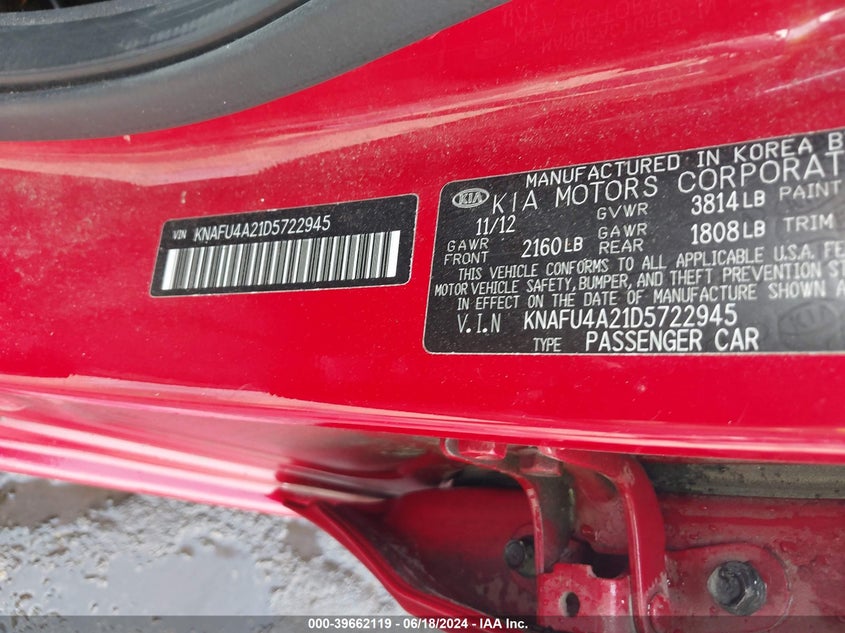 VIN KNAFU4A21D5722945
MANUFACTURED IN KOREA B
KIA KIA MOTORS CORPORAT
11/12 GVWR 3814LB PAINT
GAWR FRONT 2160LB GAWR REAR 1808LB TRIM
THIS VEHICLE CONFORMS TO ALL APPLICABLE U.S.A. FE
MOTOR VEHICLE SAFETY, BUMPER, AND THEFT PREVENTION ST
IN EFFECT ON THE DATE OF MANUFACTURE SHOWN A
V.I.N KNAFU4A21D5722945
TYPE PASSENGER CAR
000-39662119 - 06/18/2024 - IAA Inc.